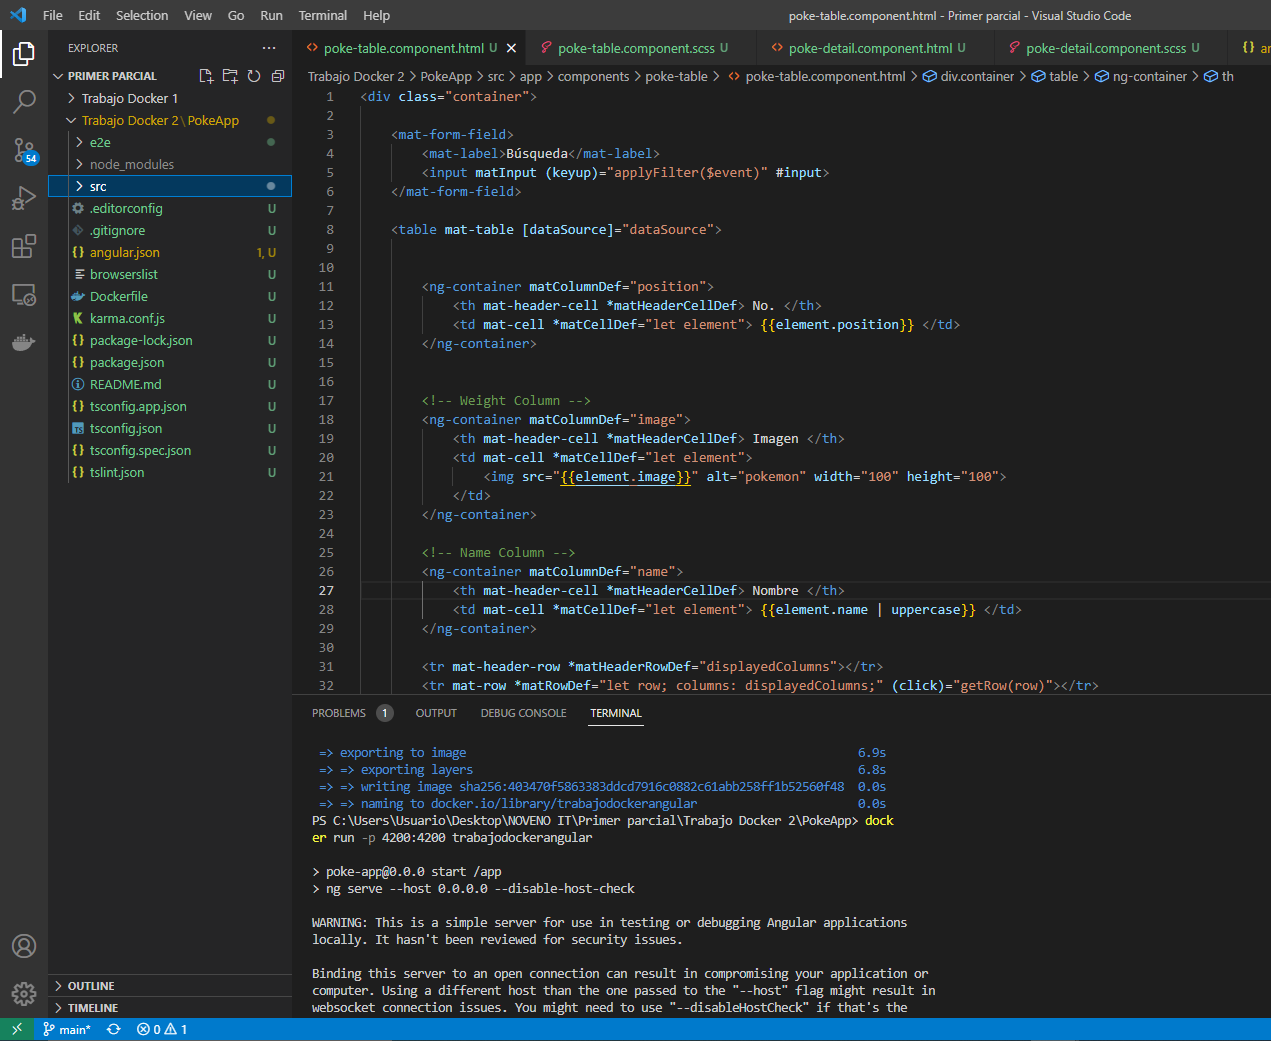 File Edit Selection View Go Run Terminal Help
poke-table.component.html - Primer parcial - Visual Studio Code
EXPLORER
PRIMER PARCIAL
Trabajo Docker 1
Trabajo Docker 2\PokeApp
e2e
node_modules
src
.editorconfig U
.gitignore U
angular.json 1, U
browserslist U
Dockerfile U
karma.conf.js U
package-lock.json U
package.json U
README.md U
tsconfig.app.json U
tsconfig.json U
tsconfig.spec.json U
tslint.json U
OUTLINE
TIMELINE
54
poke-table.component.html U
poke-table.component.scss U
poke-detail.component.html U
poke-detail.component.scss U
{} ar
Trabajo Docker 2 > PokeApp > src > app > components > poke-table > poke-table.component.html > div.container > table > ng-container > th
1 <div class="container">
2
3 <mat-form-field>
4 <mat-label>Búsqueda</mat-label>
5 <input matInput (keyup)="applyFilter($event)" #input>
6 </mat-form-field>
7
8 <table mat-table [dataSource]="dataSource">
9
10
11 <ng-container matColumnDef="position">
12 <th mat-header-cell *matHeaderCellDef> No. </th>
13 <td mat-cell *matCellDef="let element"> {{element.position}} </td>
14 </ng-container>
15
16
17 <!-- Weight Column -->
18 <ng-container matColumnDef="image">
19 <th mat-header-cell *matHeaderCellDef> Imagen </th>
20 <td mat-cell *matCellDef="let element">
21 <img src="{{element.image}}" alt="pokemon" width="100" height="100">
22 </td>
23 </ng-container>
24
25 <!-- Name Column -->
26 <ng-container matColumnDef="name">
27 <th mat-header-cell *matHeaderCellDef> Nombre </th>
28 <td mat-cell *matCellDef="let element"> {{element.name | uppercase}} </td>
29 </ng-container>
30
31 <tr mat-header-row *matHeaderRowDef="displayedColumns"></tr>
32 <tr mat-row *matRowDef="let row; columns: displayedColumns;" (click)="getRow(row)"></tr>
PROBLEMS 1 OUTPUT DEBUG CONSOLE TERMINAL
=> exporting to image 6.9s
=> => exporting layers 6.8s
=> => writing image sha256:403470f5863383ddcd7916c0882c61abb258ff1b52560f48 0.0s
=> => naming to docker.io/library/trabajodockerangular 0.0s
PS C:\Users\Usuario\Desktop\NOVENO IT\Primer parcial\Trabajo Docker 2\PokeApp> dock
er run -p 4200:4200 trabajodockerangular
> poke-app@0.0.0 start /app
> ng serve --host 0.0.0.0 --disable-host-check
WARNING: This is a simple server for use in testing or debugging Angular applications
locally. It hasn't been reviewed for security issues.
Binding this server to an open connection can result in compromising your application or
computer. Using a different host than the one passed to the "--host" flag might result in
websocket connection issues. You might need to use "--disableHostCheck" if that's the
main* 0 1